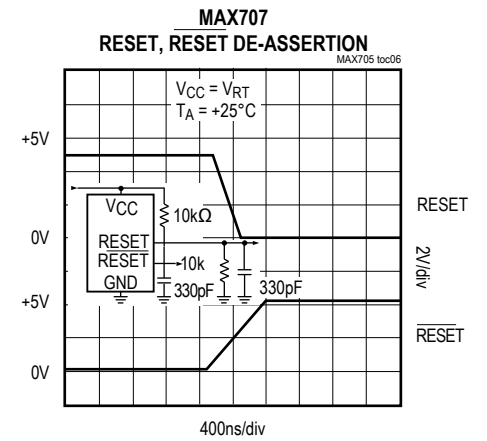 MAX707
RESET, RESET DE-ASSERTION
MAX705 toc06
VCC = VRT
TA = +25°C
+5V
0V
+5V
0V
VCC
RESET
RESET
GND
10kΩ
10k
330pF
330pF
RESET
2V/div
RESET
400ns/div